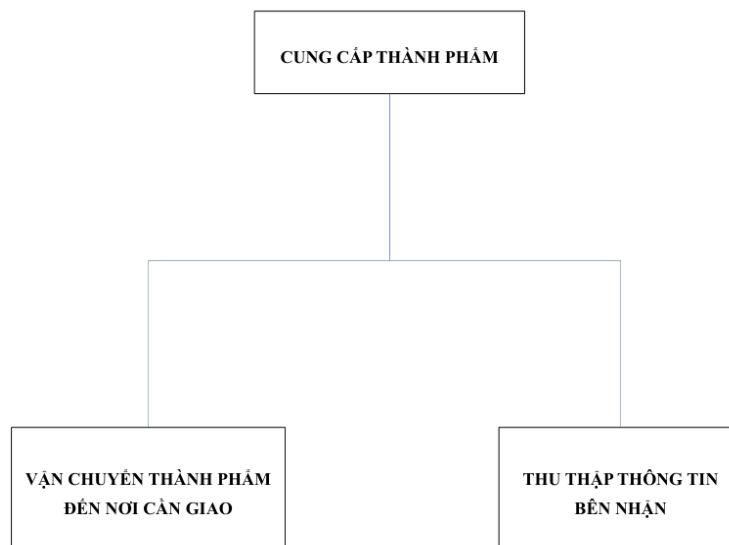 CUNG CẤP THÀNH PHẨM
VẬN CHUYỂN THÀNH PHẨM
ĐẾN NƠI CẦN GIAO
THU THẬP THÔNG TIN
BÊN NHẬN